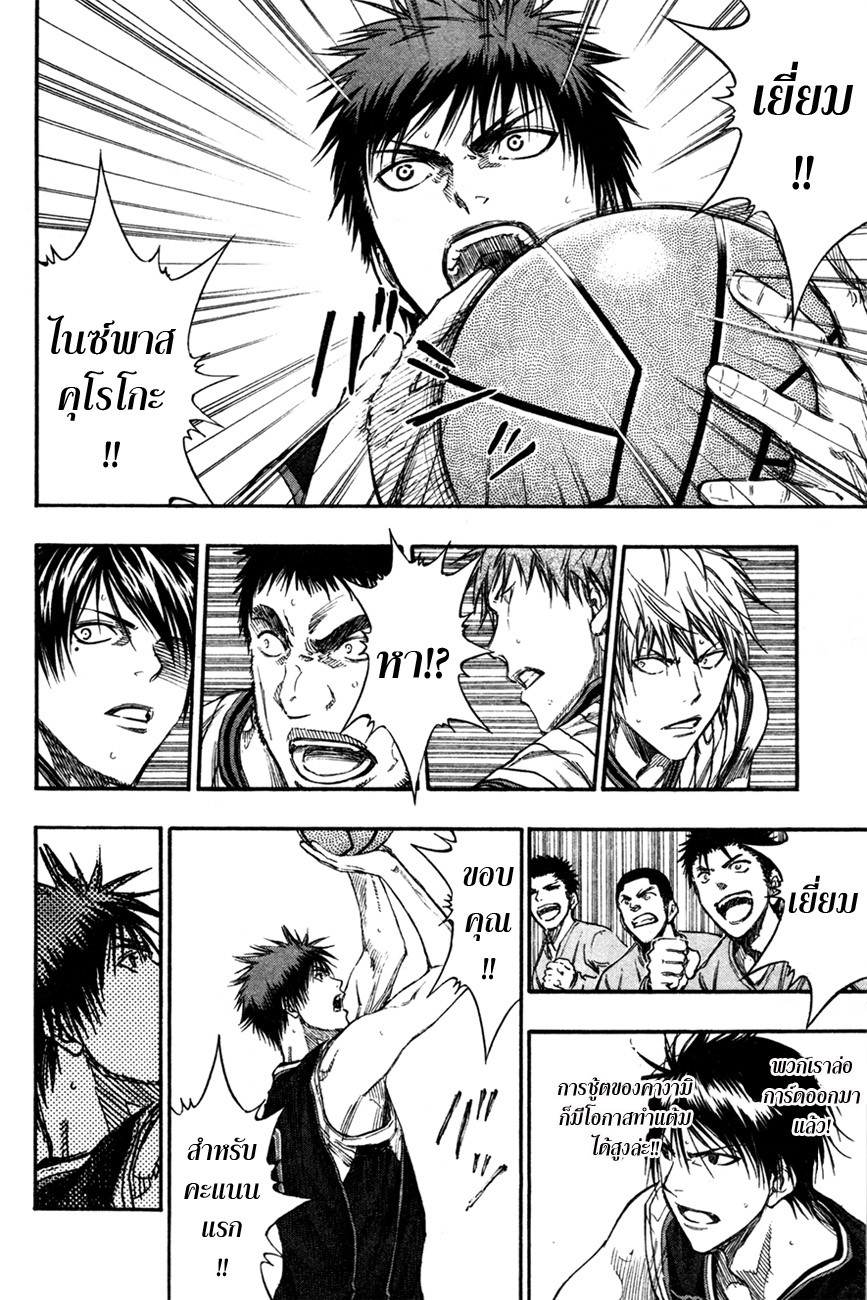 เยี่ยม
!!
ไนซ์พาส
คุโรโกะ
!!
หา!?
เยี่ยม
ขอบ
คุณ
!!
สำหรับ
คะแนน
แรก
!!
พวกเราล่อ
การ์ดออกมา
แล้ว!
การชู้ตของคางามิ
ก็มีโอกาสทำแต้ม
ได้สูงล่ะ!!